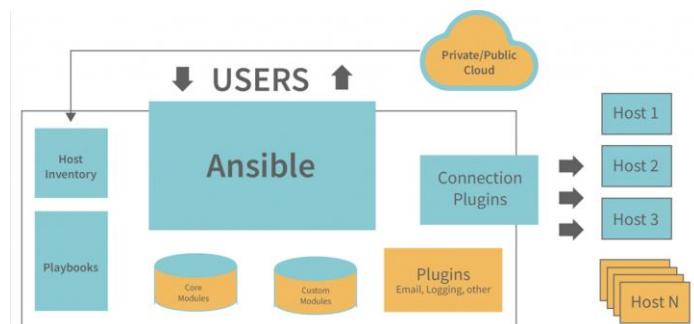 Private/Public
Cloud
USERS
Host 1
Host
Inventory
Ansible
Host 2
Connection
Plugins
Host 3
Playbooks
Core
Modules
Custom
Modules
Plugins
Email, Logging, other
Host N